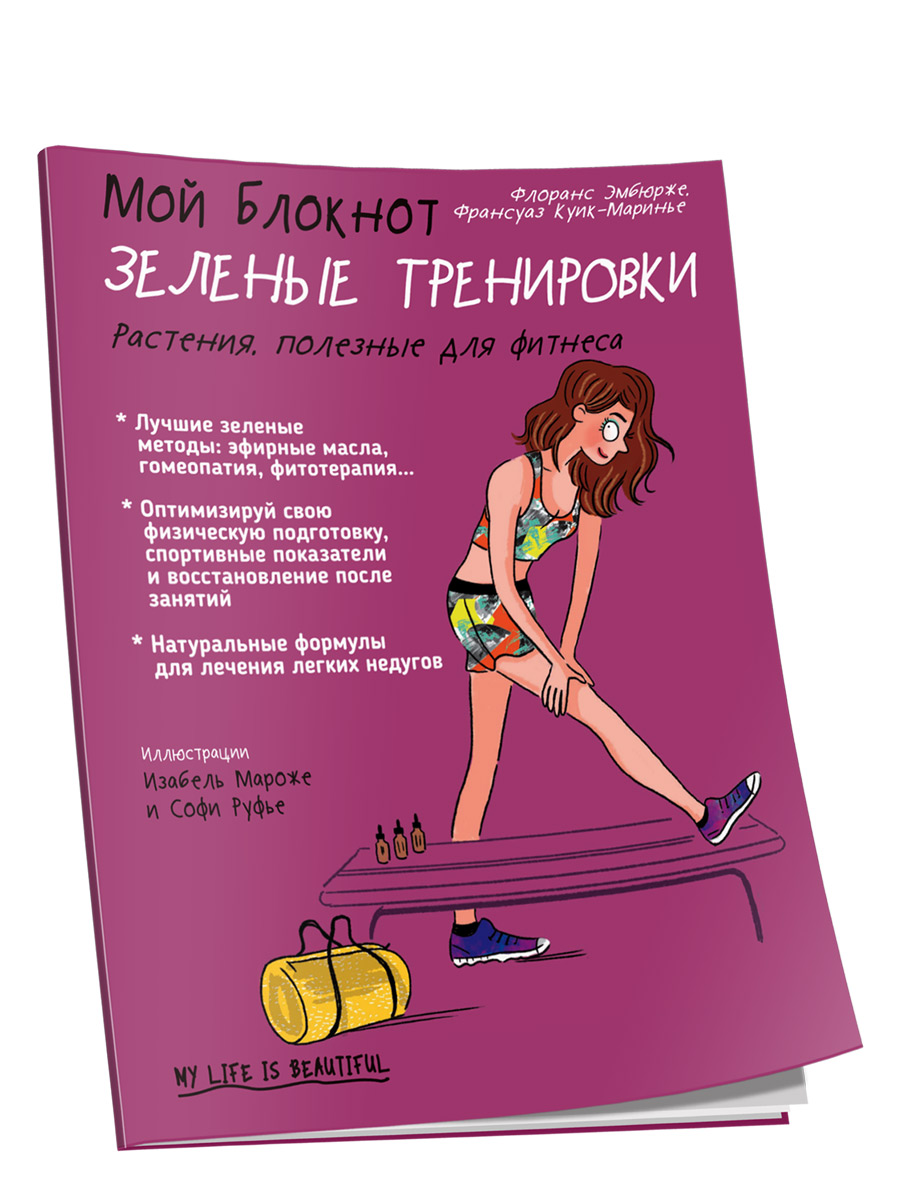 Мой Блокнот
Флоранс Эмбюрже,
Франсуаз Куик-Маринье
ЗЕЛЕНЫЕ ТРЕНИРОВКИ
Растения, полезные для фитнеса
* Лучшие зеленые
методы: эфирные масла,
гомеопатия, фитотерапия...
* Оптимизируй свою
физическую подготовку,
спортивные показатели
и восстановление после
занятий
* Натуральные формулы
для лечения легких недугов
Иллюстрации
Изабель Мароже
и Софи Руфье
MY LIFE IS BEAUTIFUL